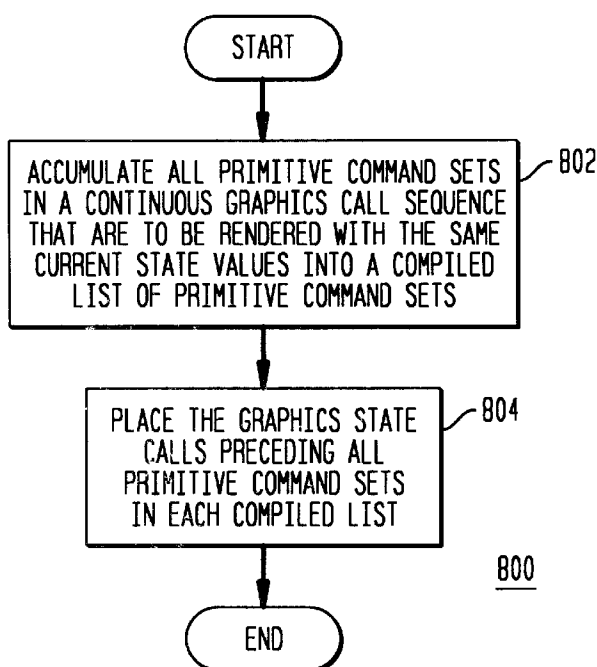 START
ACCUMULATE ALL PRIMITIVE COMMAND SETS
IN A CONTINUOUS GRAPHICS CALL SEQUENCE
THAT ARE TO BE RENDERED WITH THE SAME
CURRENT STATE VALUES INTO A COMPILED
LIST OF PRIMITIVE COMMAND SETS
802
PLACE THE GRAPHICS STATE
CALLS PRECEDING ALL
PRIMITIVE COMMAND SETS
IN EACH COMPILED LIST
804
800
END